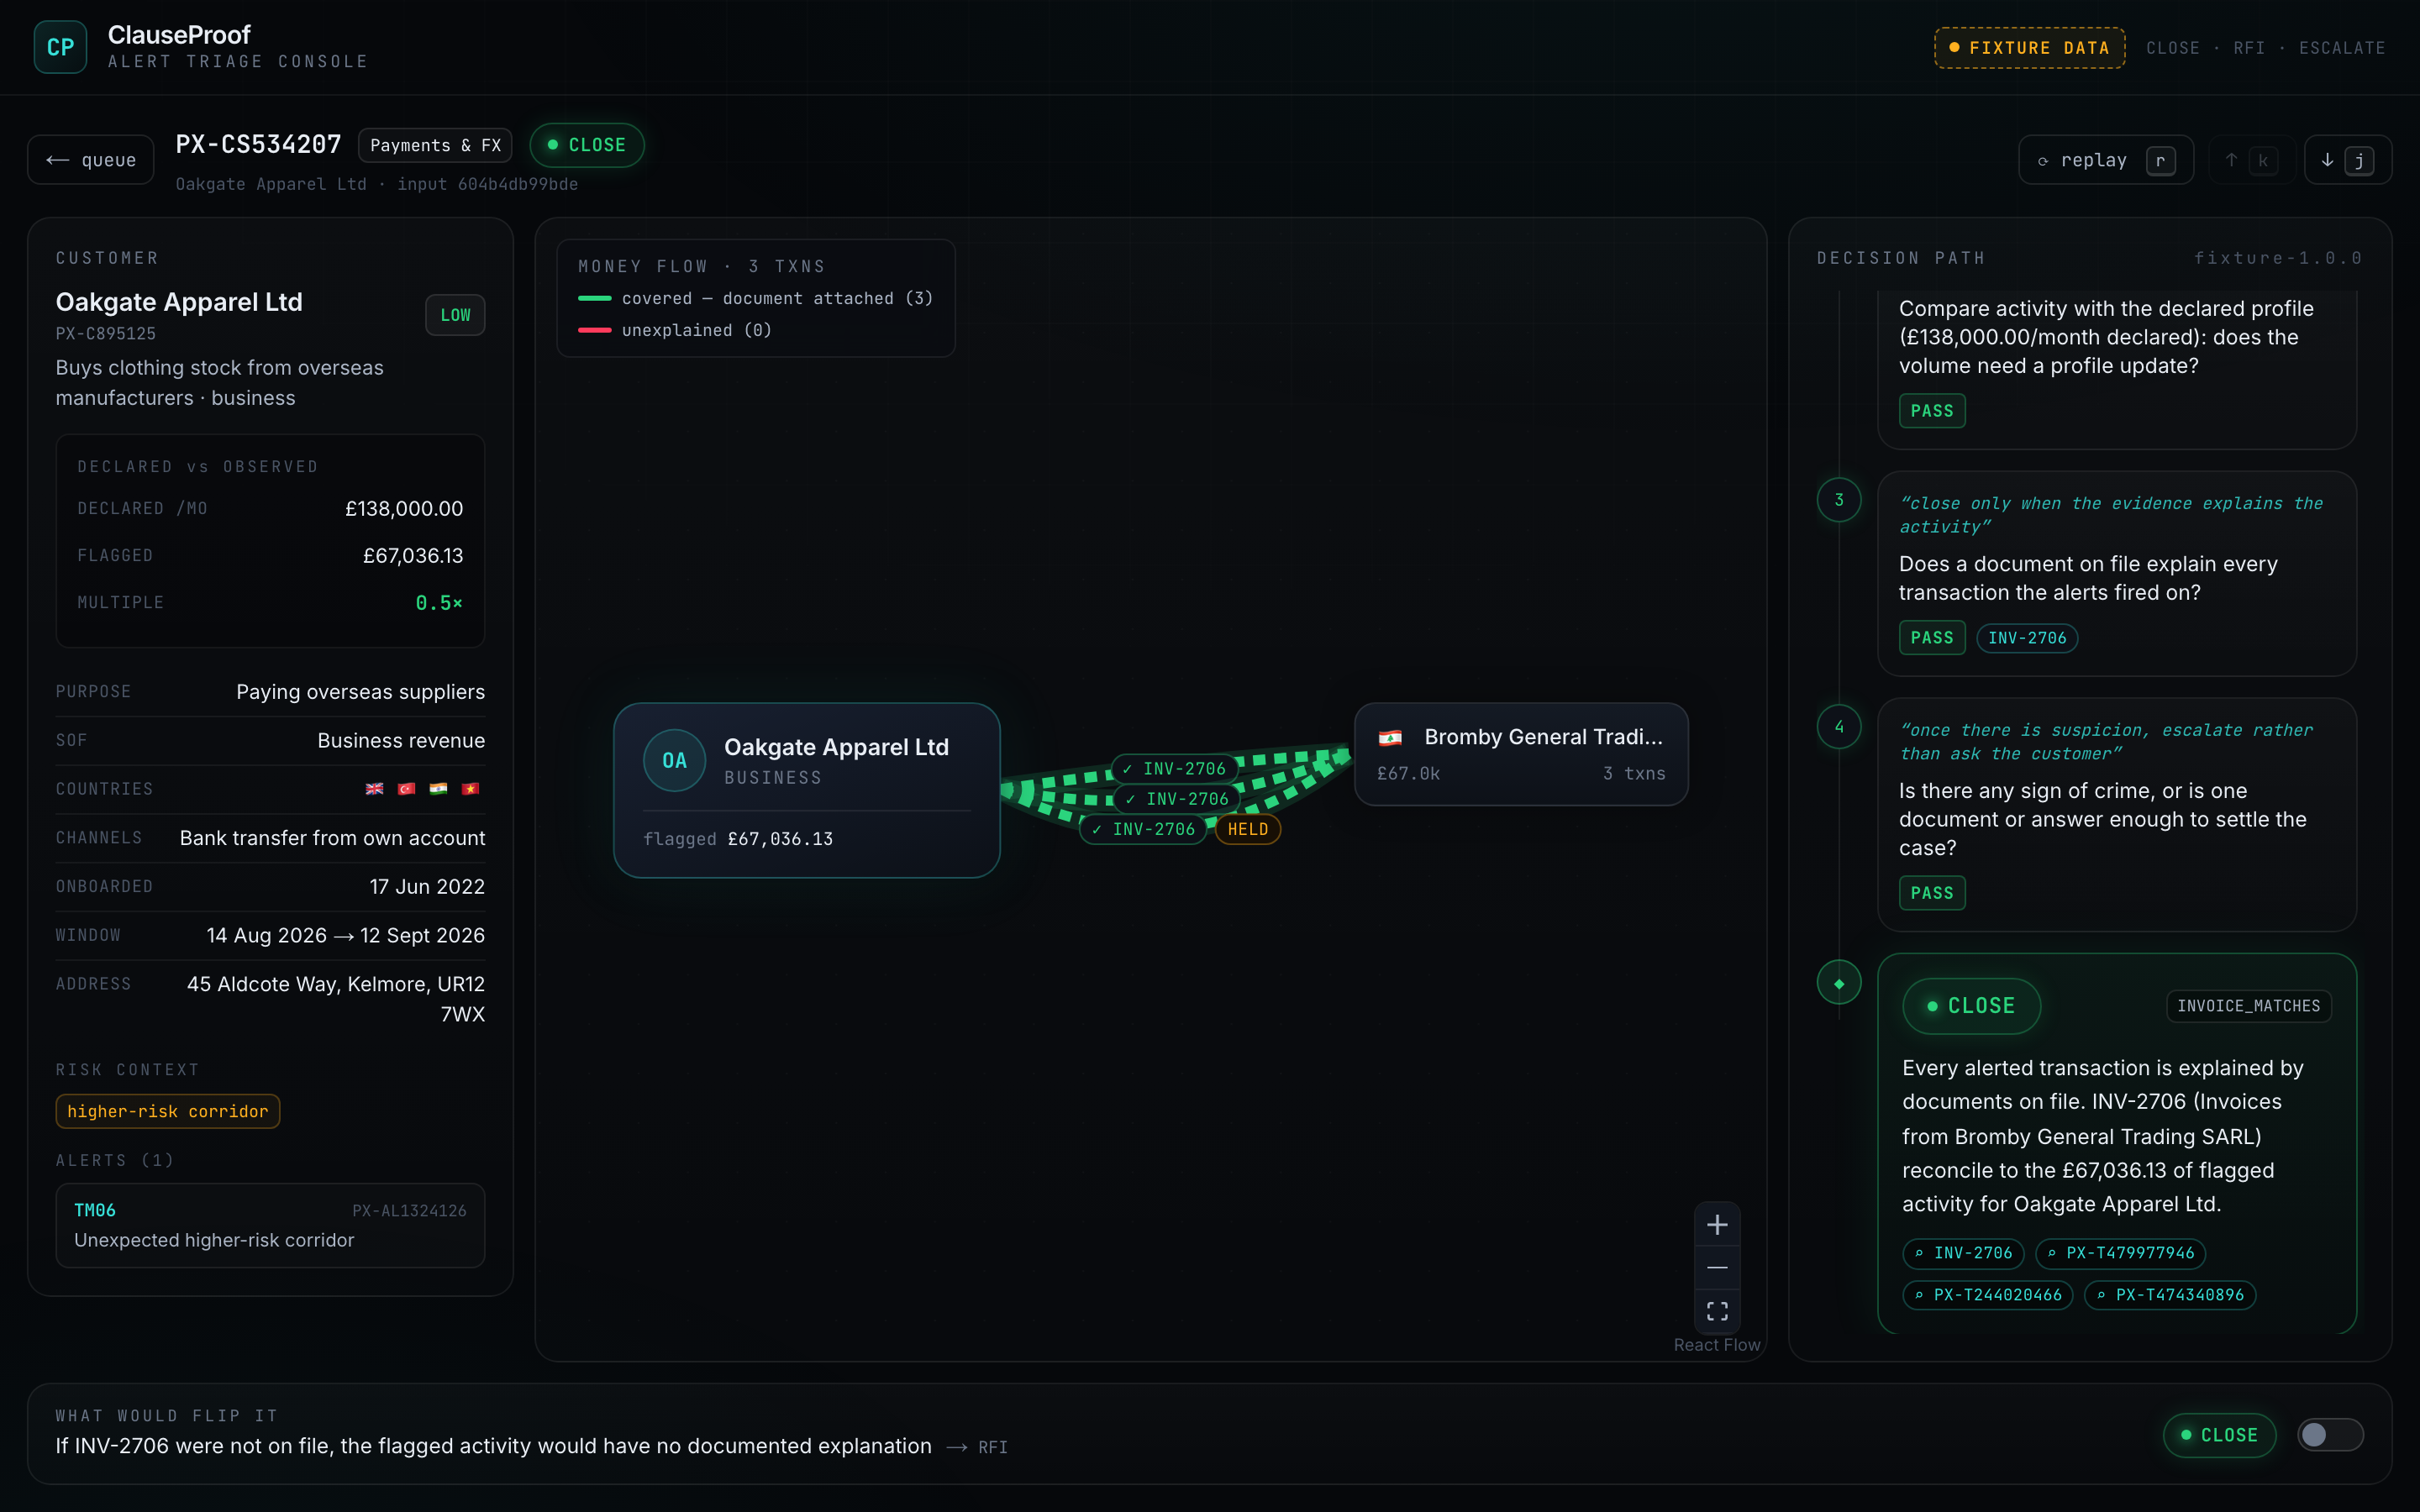 CP
ClauseProof
ALERT TRIAGE CONSOLE
FIXTURE DATA
CLOSE · RFI · ESCALATE
← queue
PX-CS534207
Payments & FX
CLOSE
Oakgate Apparel Ltd · input 604b4db99bde
⟳ replay r
↑ k
↓ j
CUSTOMER
Oakgate Apparel Ltd
LOW
PX-C895125
Buys clothing stock from overseas
manufacturers · business
DECLARED vs OBSERVED
DECLARED /MO £138,000.00
FLAGGED £67,036.13
MULTIPLE 0.5×
PURPOSE Paying overseas suppliers
SOF Business revenue
COUNTRIES
CHANNELS Bank transfer from own account
ONBOARDED 17 Jun 2022
WINDOW 14 Aug 2026 → 12 Sept 2026
ADDRESS 45 Aldcote Way, Kelmore, UR12
7WX
RISK CONTEXT
higher-risk corridor
ALERTS (1)
TM06 PX-AL1324126
Unexpected higher-risk corridor
MONEY FLOW · 3 TXNS
covered — document attached (3)
unexplained (0)
OA
Oakgate Apparel Ltd
BUSINESS
flagged £67,036.13
✓ INV-2706
✓ INV-2706
✓ INV-2706 HELD
Bromby General Tradi...
£67.0k 3 txns
React Flow
DECISION PATH fixture-1.0.0
Compare activity with the declared profile
(£138,000.00/month declared): does the
volume need a profile update?
PASS
3
“close only when the evidence explains the
activity”
Does a document on file explain every
transaction the alerts fired on?
PASS INV-2706
4
“once there is suspicion, escalate rather
than ask the customer”
Is there any sign of crime, or is one
document or answer enough to settle the
case?
PASS
CLOSE INVOICE_MATCHES
Every alerted transaction is explained by
documents on file. INV-2706 (Invoices
from Bromby General Trading SARL)
reconcile to the £67,036.13 of flagged
activity for Oakgate Apparel Ltd.
INV-2706 PX-T479977946
PX-T244020466 PX-T474340896
WHAT WOULD FLIP IT
If INV-2706 were not on file, the flagged activity would have no documented explanation → RFI
CLOSE